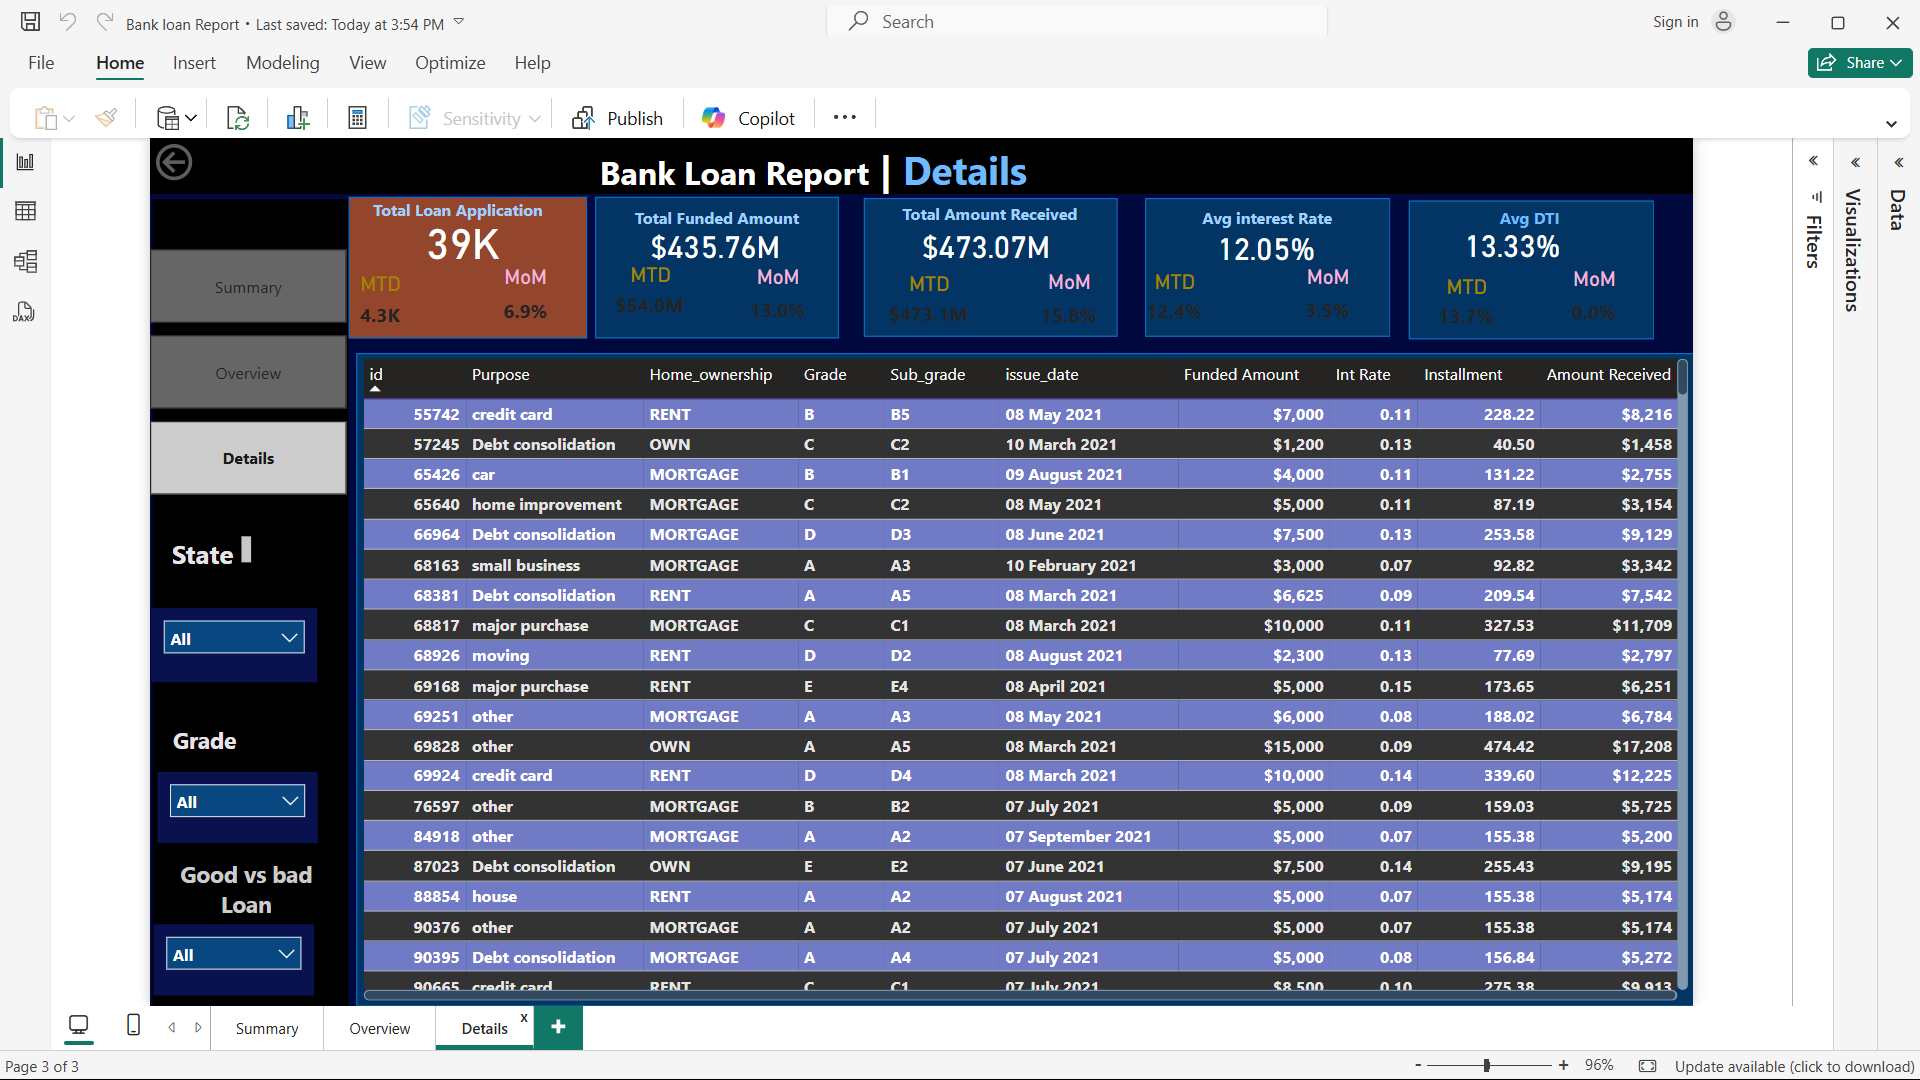 Bank loan Report • Last saved: Today at 3:54 PM
Search
Sign in
File Home Insert Modeling View Optimize Help
Share
Sensitivity Publish Copilot
Bank Loan Report | Details
Total Loan Application
39K
MTD MoM
4.3K 6.9%
Total Funded Amount
$435.76M
MTD MoM
$54.0M 13.0%
Total Amount Received
$473.07M
MTD MoM
$473.1M 15.8%
Avg interest Rate
12.05%
MTD MoM
12.4% 3.5%
Avg DTI
13.33%
MTD MoM
13.7% 0.0%
Summary
Overview
Details
State
All
Grade
All
Good vs bad
Loan
All
id Purpose Home_ownership Grade Sub_grade issue_date Funded Amount Int Rate Installment Amount Received
55742 credit card RENT B B5 08 May 2021 $7,000 0.11 228.22 $8,216
57245 Debt consolidation OWN C C2 10 March 2021 $1,200 0.13 40.50 $1,458
65426 car MORTGAGE B B1 09 August 2021 $4,000 0.11 131.22 $2,755
65640 home improvement MORTGAGE C C2 08 May 2021 $5,000 0.11 87.19 $3,154
66964 Debt consolidation MORTGAGE D D3 08 June 2021 $7,500 0.13 253.58 $9,129
68163 small business MORTGAGE A A3 10 February 2021 $3,000 0.07 92.82 $3,342
68381 Debt consolidation RENT A A5 08 March 2021 $6,625 0.09 209.54 $7,542
68817 major purchase MORTGAGE C C1 08 March 2021 $10,000 0.11 327.53 $11,709
68926 moving RENT D D2 08 August 2021 $2,300 0.13 77.69 $2,797
69168 major purchase RENT E E4 08 April 2021 $5,000 0.15 173.65 $6,251
69251 other MORTGAGE A A3 08 May 2021 $6,000 0.08 188.02 $6,784
69828 other OWN A A5 08 March 2021 $15,000 0.09 474.42 $17,208
69924 credit card RENT D D4 08 March 2021 $10,000 0.14 339.60 $12,225
76597 other MORTGAGE B B2 07 July 2021 $5,000 0.09 159.03 $5,725
84918 other MORTGAGE A A2 07 September 2021 $5,000 0.07 155.38 $5,200
87023 Debt consolidation OWN E E2 07 June 2021 $7,500 0.14 255.43 $9,195
88854 house RENT A A2 07 August 2021 $5,000 0.07 155.38 $5,174
90376 other MORTGAGE A A2 07 July 2021 $5,000 0.07 155.38 $5,174
90395 Debt consolidation MORTGAGE A A4 07 July 2021 $5,000 0.08 156.84 $5,272
90665 credit card RENT C C1 07 July 2021 $8,500 0.10 275.38 $9,913
Filters
Visualizations
Data
DAX
Summary Overview Details x +
Page 3 of 3
- + 96% Update available (click to download)